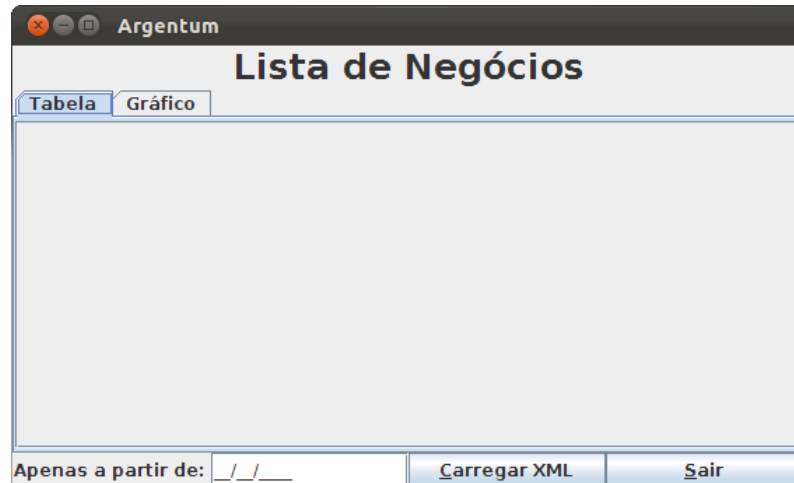 Argentum
Lista de Negócios
Tabela Gráfico
Apenas a partir de: __/__/____ Carregar XML Sair